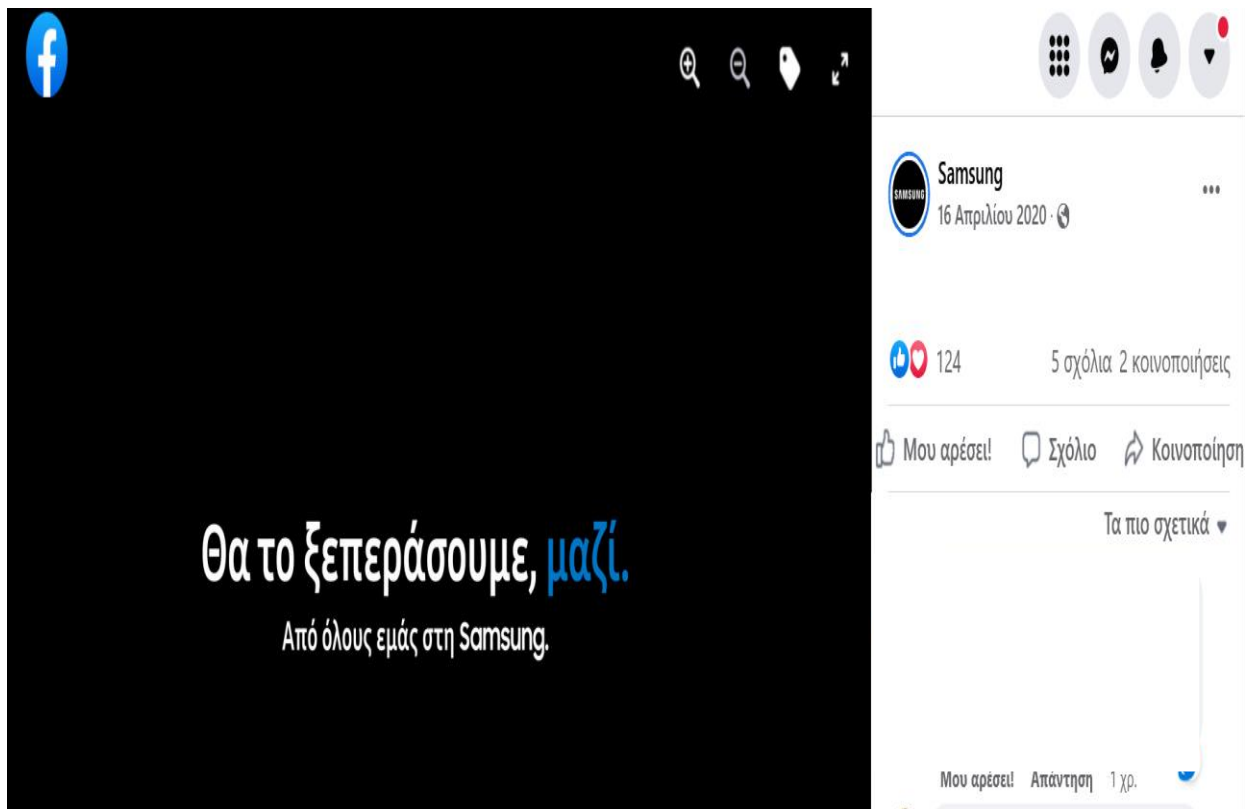 Samsung
SAMSUNG
16 Απριλίου 2020
124
5 σχόλια 2 κοινοποιήσεις
Μου αρέσει! Σχόλιο Κοινοποίηση
Τα πιο σχετικά
Θα το ξεπεράσουμε, μαζί.
Από όλους εμάς στη Samsung.
Μου αρέσει! Απάντηση 1 χρ.